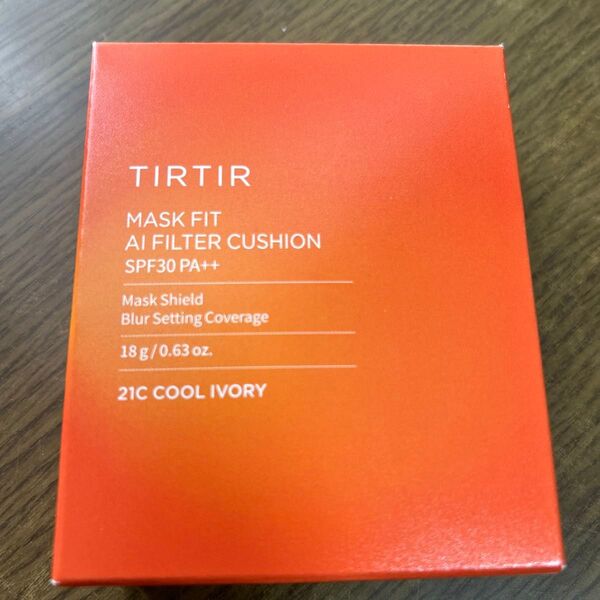 TIRTIR
MASK FIT
AI FILTER CUSHION
SPF30 PA++
Mask Shield
Blur Setting Coverage
18 g / 0.63 oz.
21C COOL IVORY